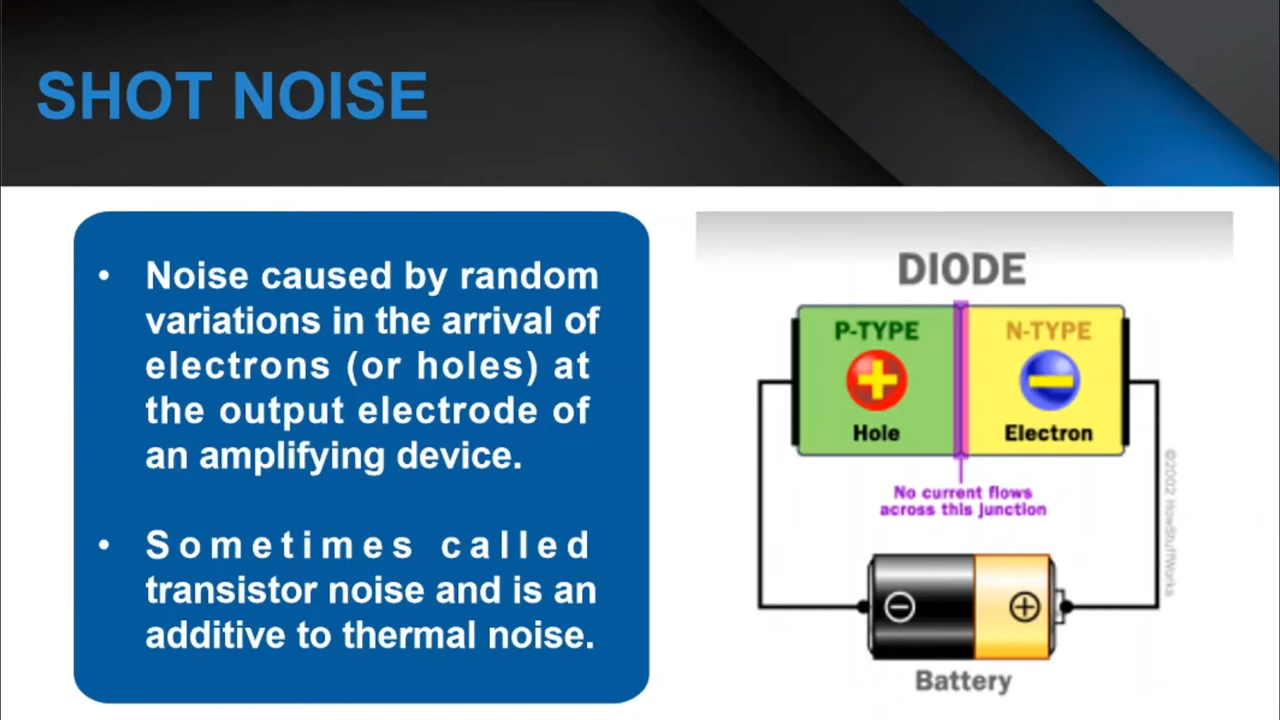 SHOT NOISE
• Noise caused by random
variations in the arrival of
electrons (or holes) at
the output electrode of
an amplifying device.
• Sometimes called
transistor noise and is an
additive to thermal noise.
DIODE
P-TYPE N-TYPE
Hole Electron
No current flows
across this junction
©2002 HowStuffWorks
Battery